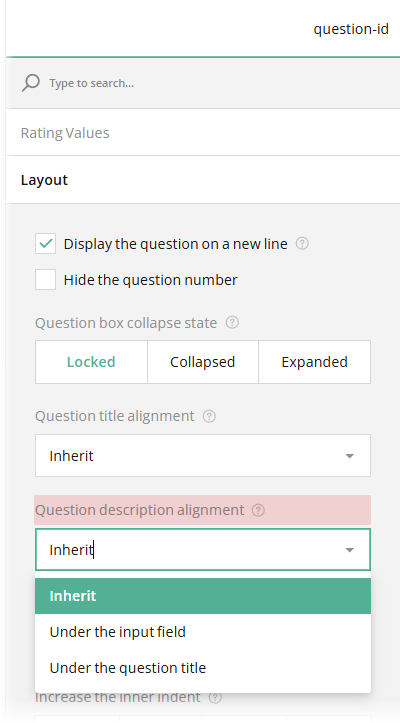 question-id
Type to search...
Rating Values
Layout
Display the question on a new line
Hide the question number
Question box collapse state
Locked Collapsed Expanded
Question title alignment
Inherit
Question description alignment
Inherit
Inherit
Under the input field
Under the question title
Increase the inner indent